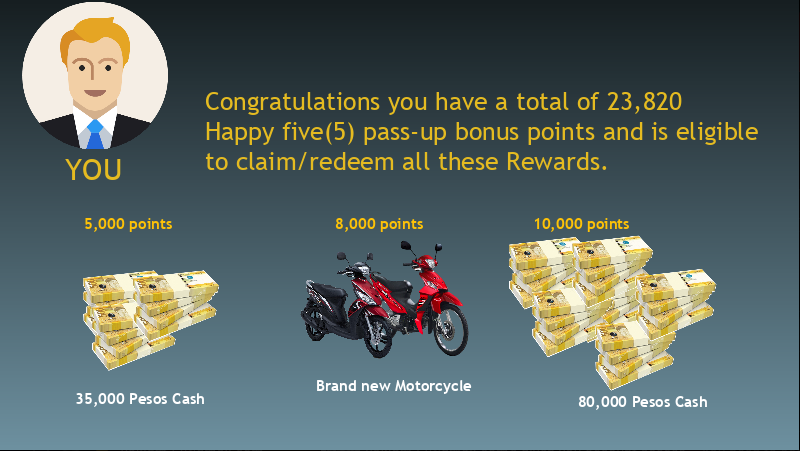 Congratulations you have a total of 23,820
Happy five(5) pass-up bonus points and is eligible
to claim/redeem all these Rewards.
YOU
5,000 points
8,000 points
10,000 points
35,000 Pesos Cash
Brand new Motorcycle
80,000 Pesos Cash